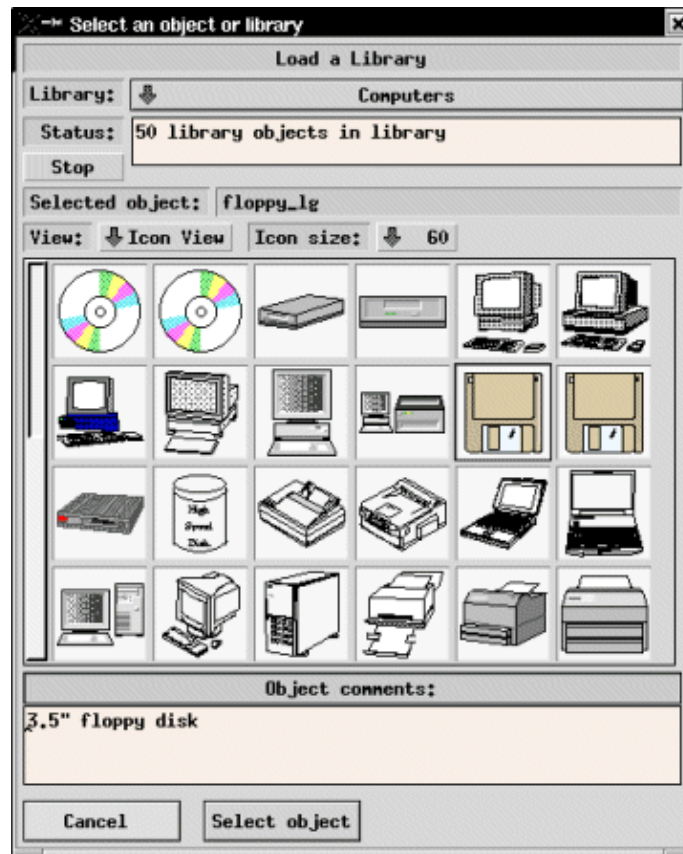 Select an object or library
Load a Library
Library: Computers
Status: 50 library objects in library
Stop
Selected object: floppy_lg
View: Icon View Icon size: 60
High
Speed
Disk
Object comments:
3.5" floppy disk
Cancel Select object